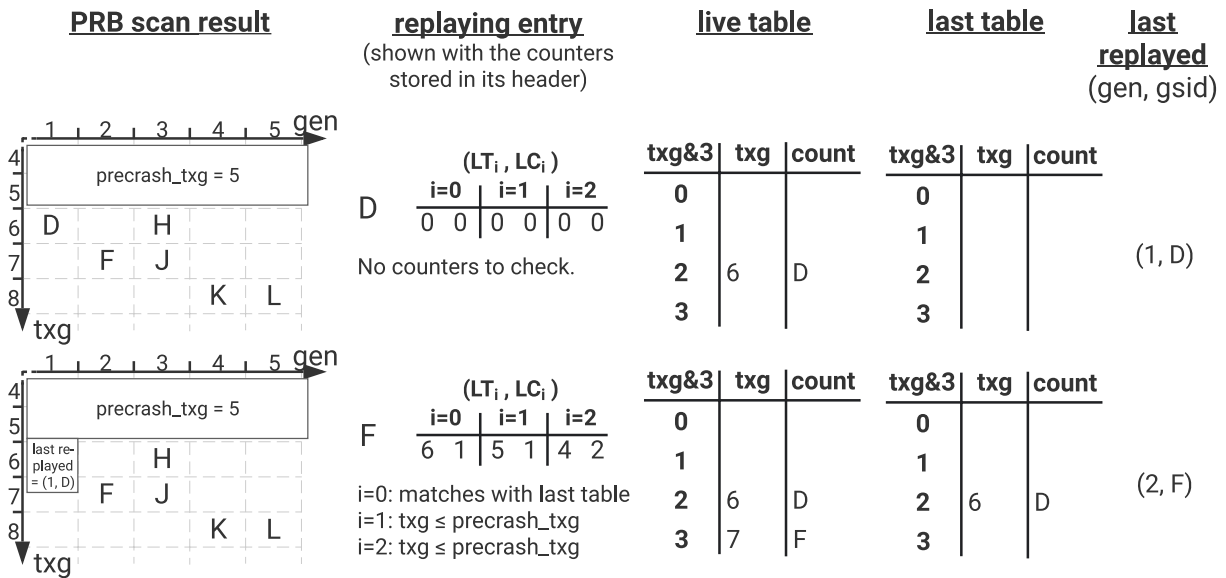 PRB scan result
replaying entry
(shown with the counters
stored in its header)
live table
last table
last
replayed
(gen, gsid)
1 2 3 4 5 gen
4
5
precrash_txg = 5
6 D H
7 F J
8 K L
txg
D
(LTi , LCi )
i=0 i=1 i=2
0 0 0 0 0 0
No counters to check.
txg&3 txg count
0
1
2 6 D
3
txg&3 txg count
0
1
2
3
(1, D)
1 2 3 4 5 gen
4
5
precrash_txg = 5
last re-
played
= (1, D)
6 H
7 F J
8 K L
txg
F
(LTi , LCi )
i=0 i=1 i=2
6 1 5 1 4 2
i=0: matches with last table
i=1: txg ≤ precrash_txg
i=2: txg ≤ precrash_txg
txg&3 txg count
0
1
2 6 D
3 7 F
txg&3 txg count
0
1
2 6 D
3
(2, F)